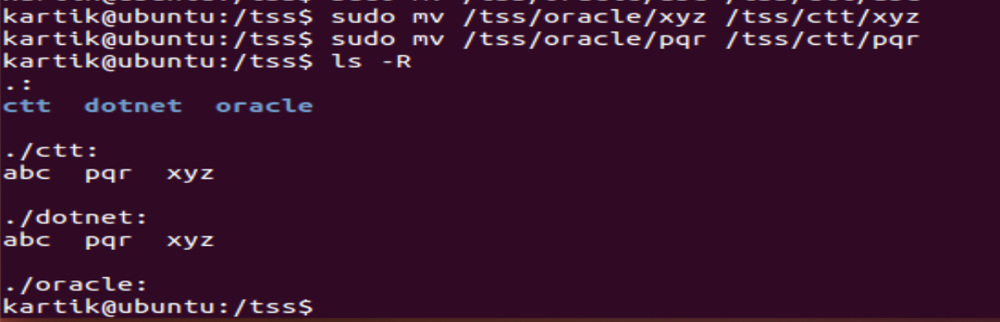 kartik@ubuntu:/tss$ sudo mv /tss/oracle/xyz /tss/ctt/xyz
kartik@ubuntu:/tss$ sudo mv /tss/oracle/pqr /tss/ctt/pqr
kartik@ubuntu:/tss$ ls -R
.:
ctt dotnet oracle
./ctt:
abc pqr xyz
./dotnet:
abc pqr xyz
./oracle:
kartik@ubuntu:/tss$